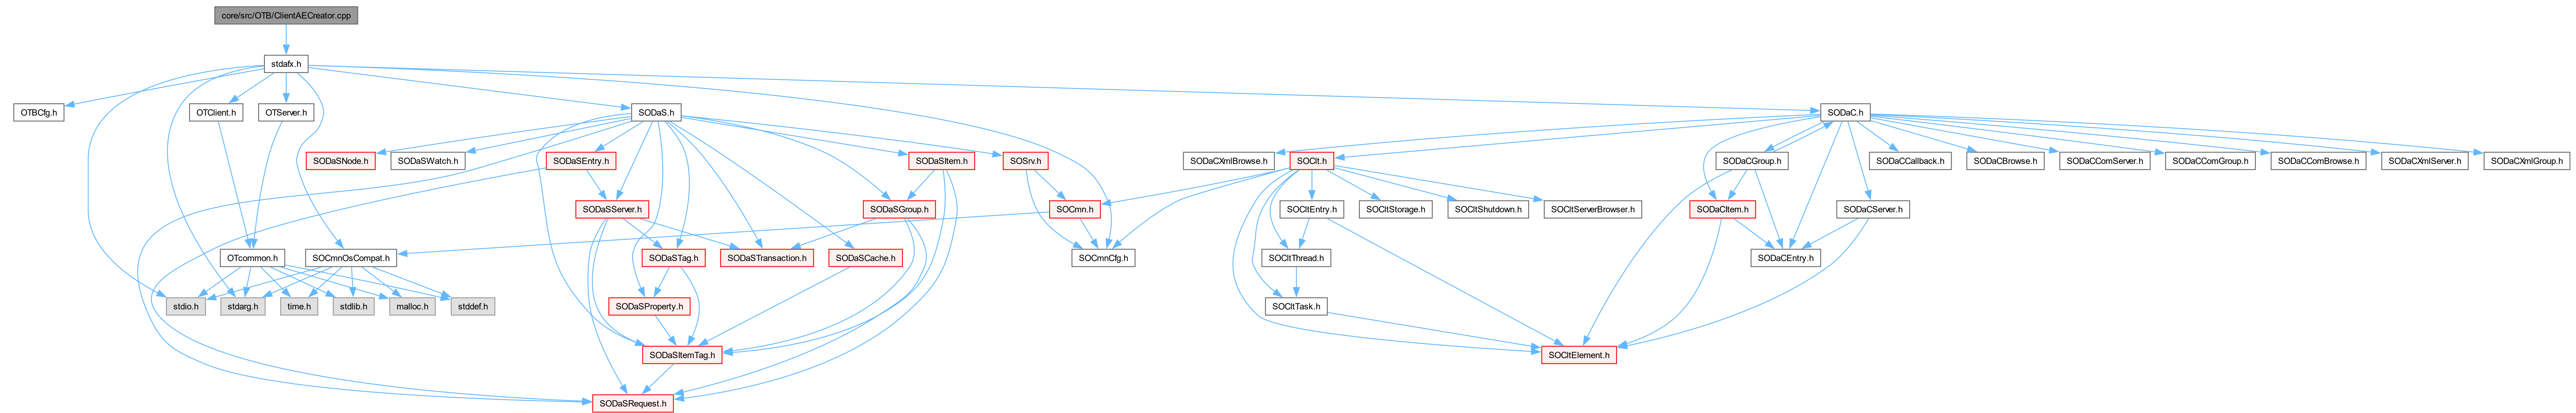 core/src/OTB/ClientAECreator.cpp
stdafx.h
OTBCfg.h
OTClient.h
OTServer.h
SODaS.h
SODaC.h
SODaSNode.h
SODaSWatch.h
SODaSEntry.h
SODaSItem.h
SOSrv.h
SODaCXmlBrowse.h
SOClt.h
SODaCGroup.h
SODaCCallback.h
SODaCBrowse.h
SODaCComServer.h
SODaCComGroup.h
SODaCComBrowse.h
SODaCXmlServer.h
SODaCXmlGroup.h
SODaSServer.h
SODaSGroup.h
SOCmn.h
SOCltEntry.h
SOCltStorage.h
SOCltShutdown.h
SOCltServerBrowser.h
SODaCItem.h
SODaCServer.h
OTcommon.h
SOCmnOsCompat.h
SODaSTag.h
SODaSTransaction.h
SODaSCache.h
SOCmnCfg.h
SOCltThread.h
SODaCEntry.h
stdio.h
stdarg.h
time.h
stdlib.h
malloc.h
stddef.h
SODaSProperty.h
SOCltTask.h
SODaSItemTag.h
SOCltElement.h
SODaSRequest.h